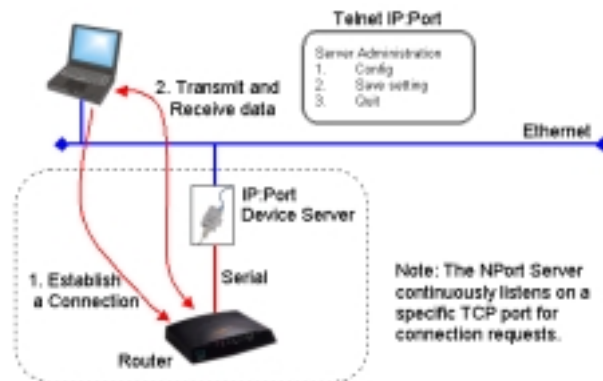 Telnet IP:Port
Server Administration
1. Config
2. Save setting
3. Quit
2. Transmit and
Receive data
Ethernet
IP:Port
Device Server
1. Establish
a Connection
Serial
Router
Note: The NPort Server
continuously listens on a
specific TCP port for
connection requests.